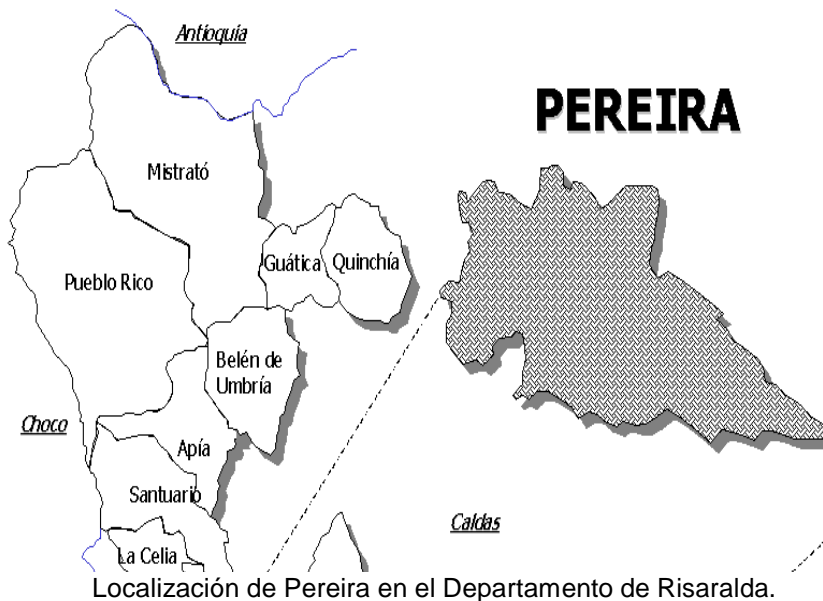 Antioquía
PEREIRA
Mistrató
Guática
Quinchía
Pueblo Rico
Belén de
Umbría
Choco
Apía
Santuario
Caldas
La Celia
Localización de Pereira en el Departamento de Risaralda.